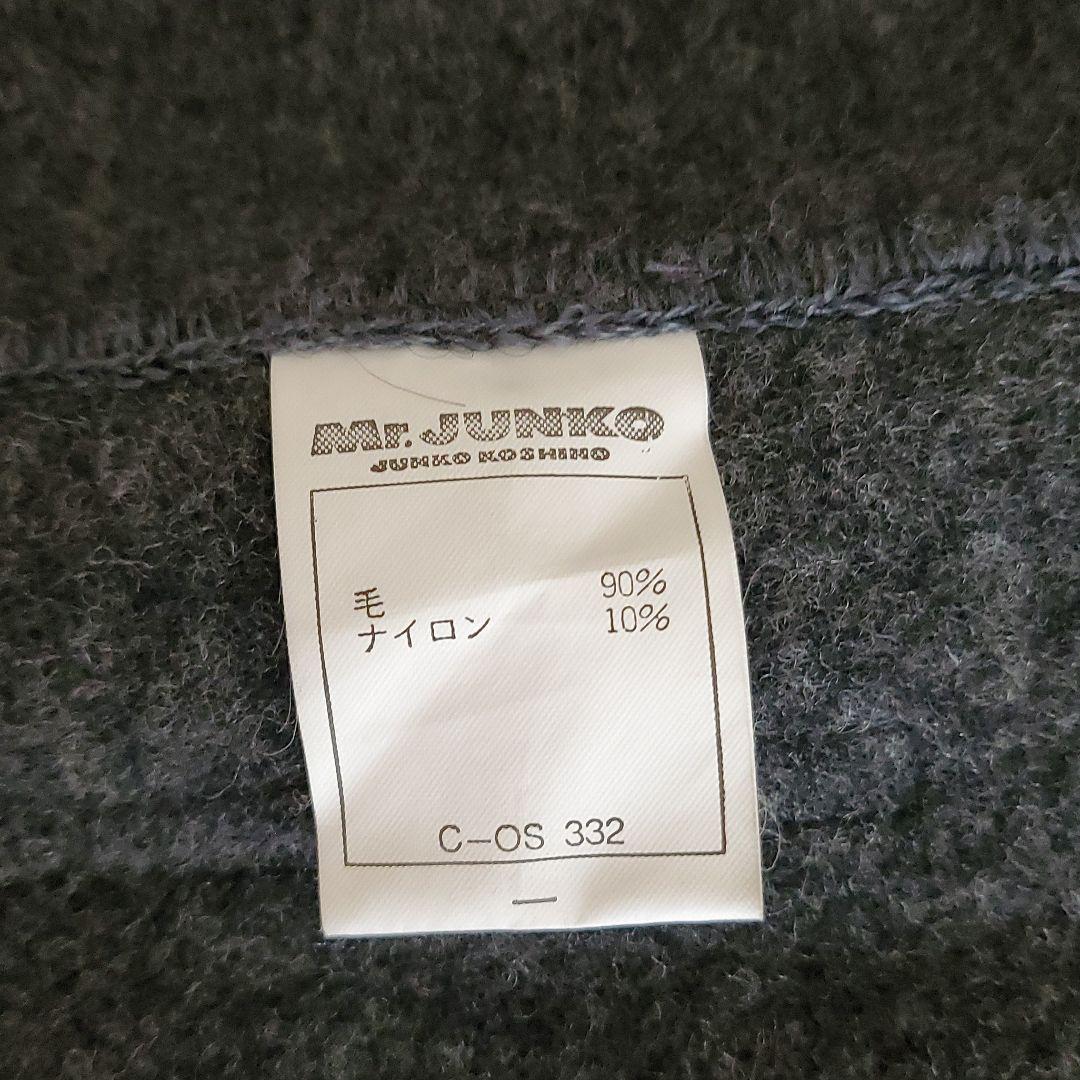 Mr.JUNKO
JUNKO KOSHINO
毛 90%
ナイロン 10%
C-OS 332